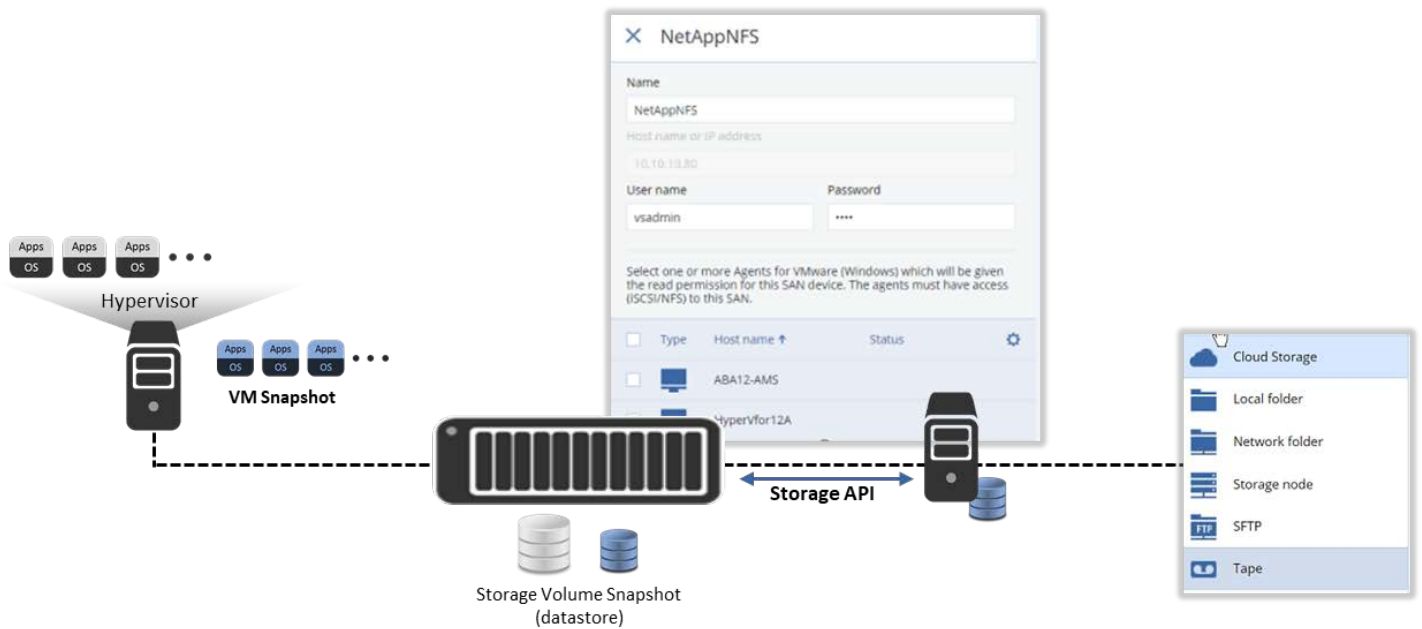 NetAppNFS
Name
NetAppNFS
Host name or IP address
10.10.10.80
User name
Password
vsadmin
••••
Select one or more Agents for VMware (Windows) which will be given
the read permission for this SAN device. The agents must have access
(iSCSI/NFS) to this SAN.
Type Host name Status
ABA12-AMS
HyperVfor12A
Apps Apps Apps
OS OS OS
Hypervisor
Apps Apps Apps
OS OS OS
VM Snapshot
Storage API
Storage Volume Snapshot
(datastore)
Cloud Storage
Local folder
Network folder
Storage node
FTP SFTP
Tape